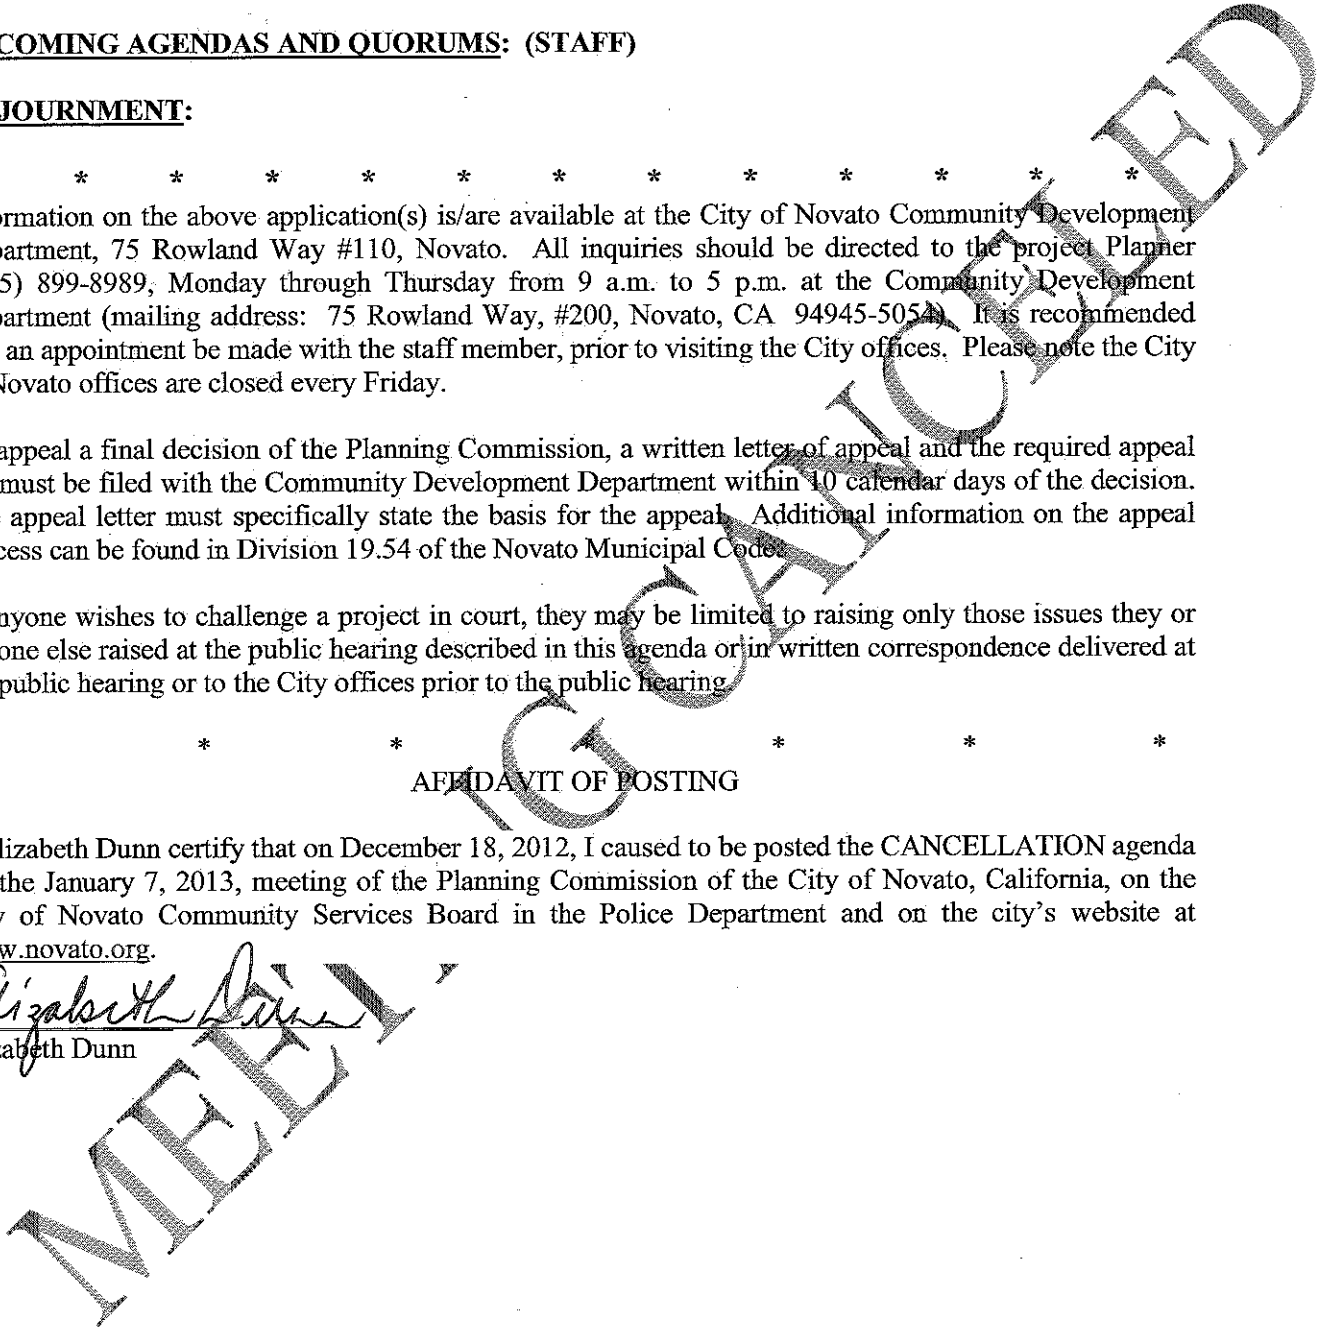 COMING AGENDAS AND QUORUMS: (STAFF)
JOURNMENT:
* * * * * * * * * * * *
ormation on the above application(s) is/are available at the City of Novato Community Development
partment, 75 Rowland Way #110, Novato. All inquiries should be directed to the project Planner
5) 899-8989, Monday through Thursday from 9 a.m. to 5 p.m. at the Community Development
partment (mailing address: 75 Rowland Way, #200, Novato, CA 94945-5054). It is recommended
an appointment be made with the staff member, prior to visiting the City offices. Please note the City
Novato offices are closed every Friday.
appeal a final decision of the Planning Commission, a written letter of appeal and the required appeal
must be filed with the Community Development Department within 10 calendar days of the decision.
appeal letter must specifically state the basis for the appeal. Additional information on the appeal
cess can be found in Division 19.54 of the Novato Municipal Code.
nyone wishes to challenge a project in court, they may be limited to raising only those issues they or
one else raised at the public hearing described in this agenda or in written correspondence delivered at
public hearing or to the City offices prior to the public hearing.
* * * * * *
AFFIDAVIT OF POSTING
lizabeth Dunn certify that on December 18, 2012, I caused to be posted the CANCELLATION agenda
the January 7, 2013, meeting of the Planning Commission of the City of Novato, California, on the
y of Novato Community Services Board in the Police Department and on the city's website at
w.novato.org.
lizabeth Dunn
zabeth Dunn
MEETING CANCELED